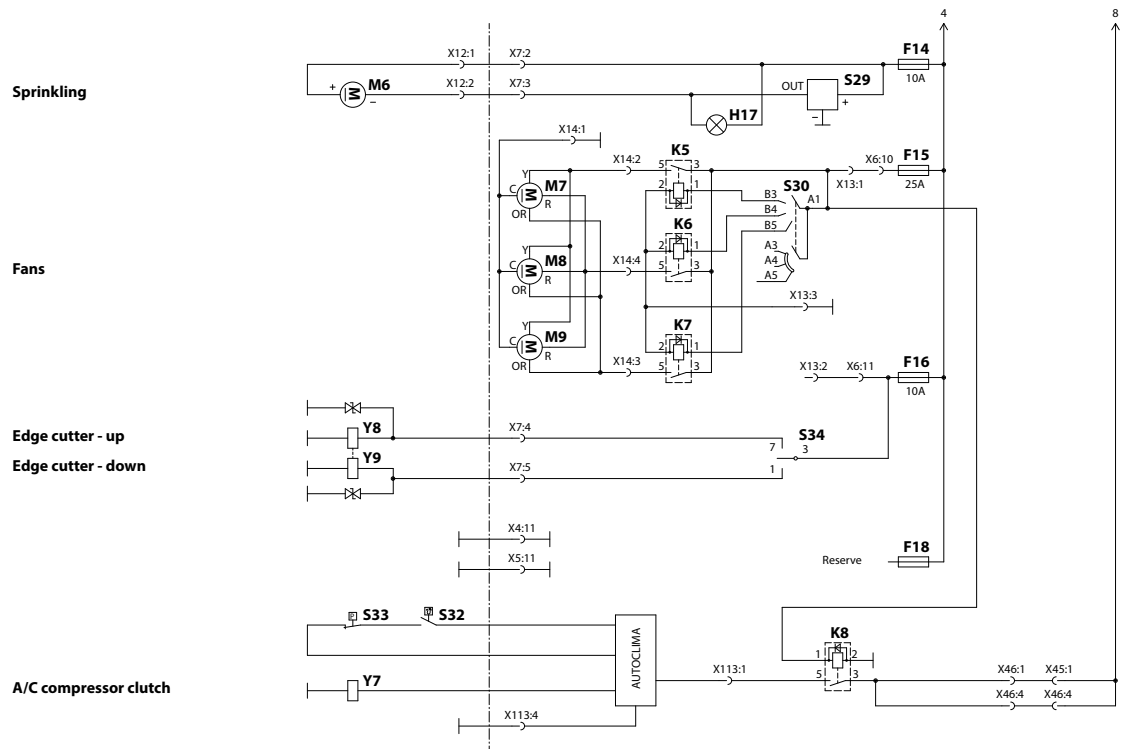 4 8
X12:1 X7:2 F14
10A
Sprinkling + M6 X12:2 X7:3 OUT S29
− +
H17 −
X14:1
K5
X14:2 5 3 X13:1 X6:10 F15
25A
Y M7 2 1 S30
C M R B3 A1
OR K6 B4
B5
Y M8 2 1 A3
Fans C M R X14:4 5 3 A4
OR A5
X13:3
K7
Y M9 2 1
C M R
OR X14:3 5 3 X13:2 X6:11 F16
10A
Edge cutter - up Y8 X7:4 7 S34
3
Edge cutter - down Y9 X7:5 1
X4:11
X5:11
Reserve F18
P S33 S32
AUTOCLIMA
K8
1 2
A/C compressor clutch Y7 X113:1 5 3 X46:1 X45:1
X46:4 X46:4
X113:4